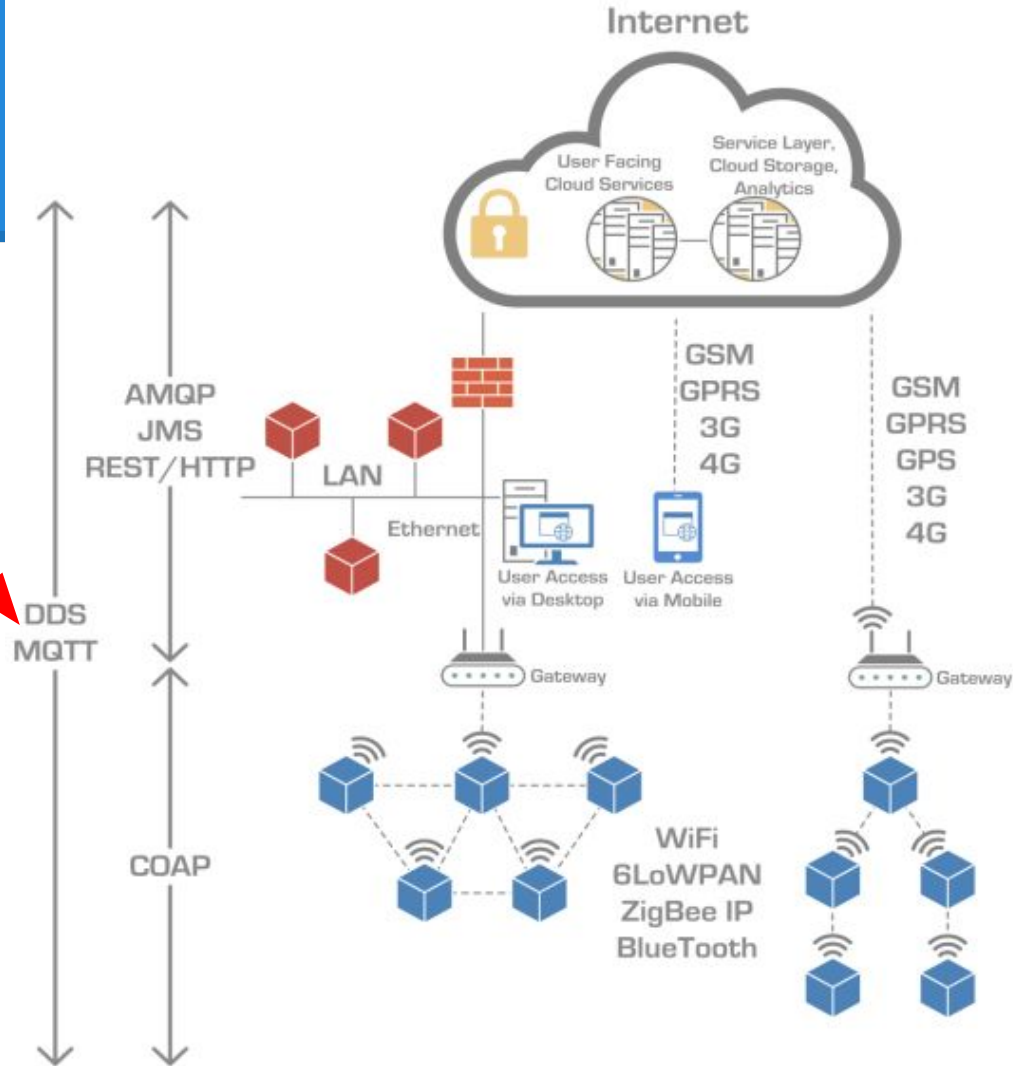 Internet
User Facing
Cloud Services
Service Layer,
Cloud Storage,
Analytics
AMQP
JMS
REST/HTTP
LAN
Ethernet
GSM
GPRS
3G
4G
GSM
GPRS
GPS
3G
4G
User Access
via Desktop
User Access
via Mobile
DDS
MQTT
Gateway
Gateway
COAP
WiFi
6LoWPAN
ZigBee IP
BlueTooth